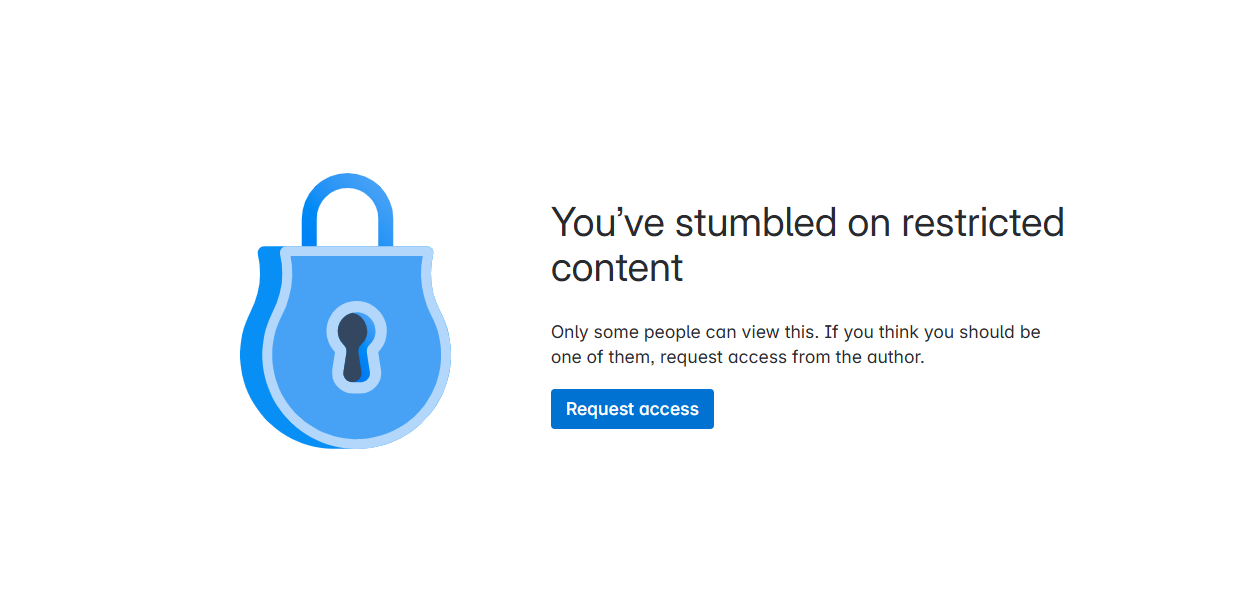 You’ve stumbled on restricted
content
Only some people can view this. If you think you should be
one of them, request access from the author.
Request access